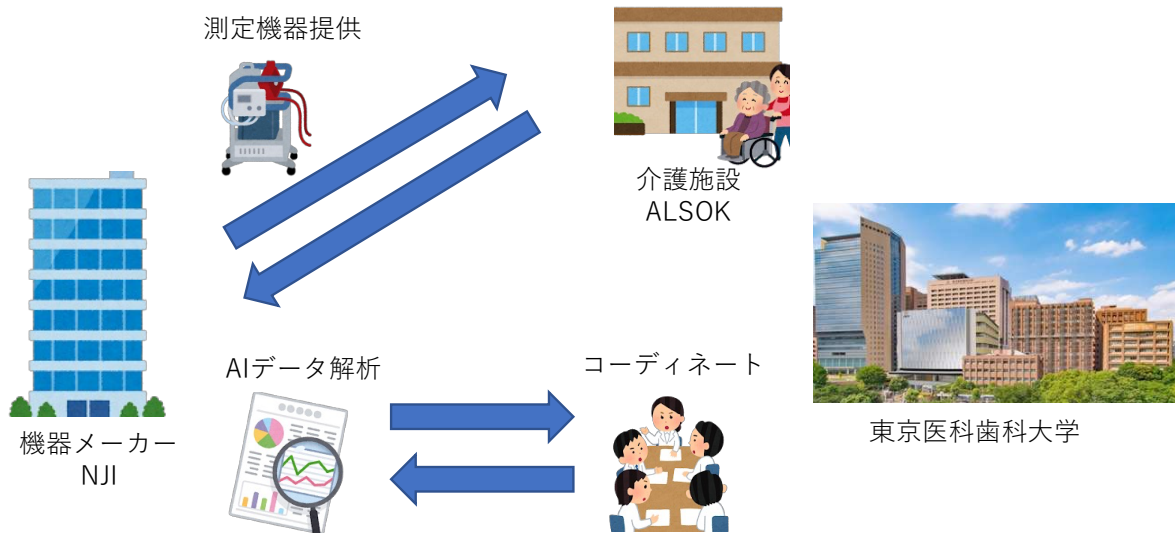 測定機器提供
介護施設
ALSOK
機器メーカー
NJI
AIデータ解析
コーディネート
東京医科歯科大学